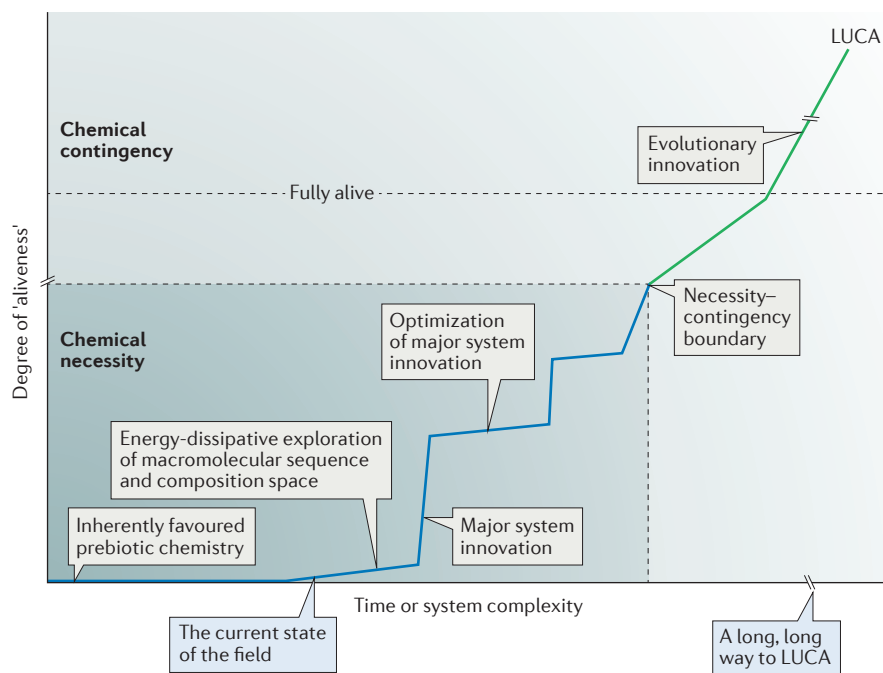 LUCA
Chemical
contingency
Evolutionary
innovation
Fully alive
Degree of 'aliveness'
Chemical
necessity
Optimization
of major system
innovation
Necessity–
contingency
boundary
Energy-dissipative exploration
of macromolecular sequence
and composition space
Inherently favoured
prebiotic chemistry
Major system
innovation
Time or system complexity
The current state
of the field
A long, long
way to LUCA